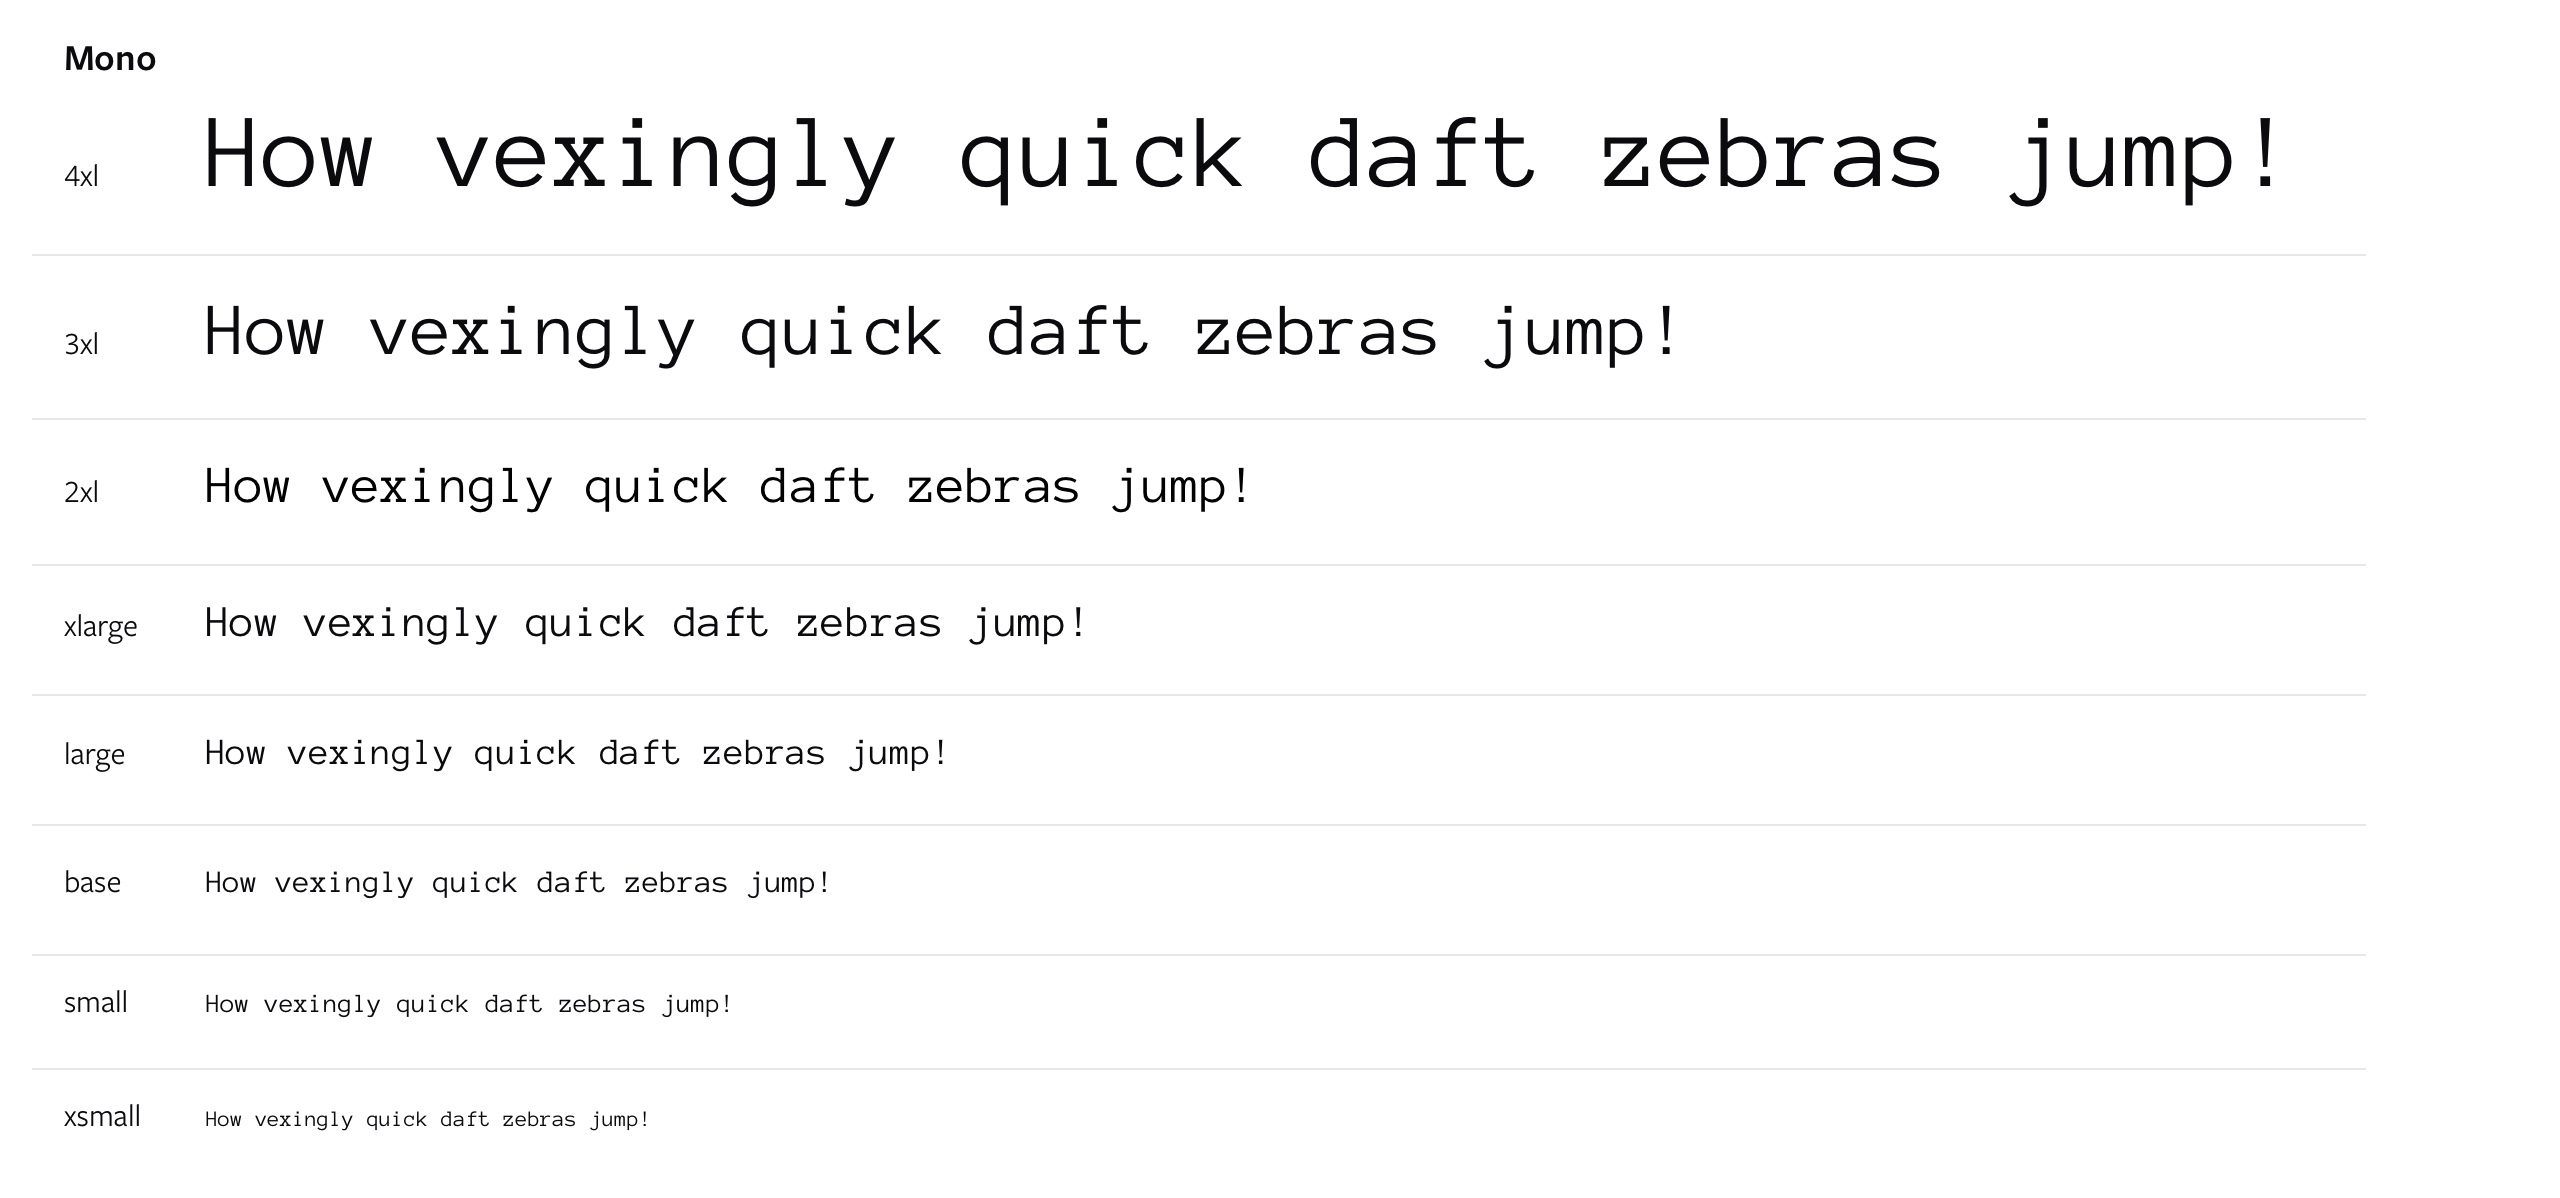 Mono
4xl How vexingly quick daft zebras jump!
3xl How vexingly quick daft zebras jump!
2xl How vexingly quick daft zebras jump!
xlarge How vexingly quick daft zebras jump!
large How vexingly quick daft zebras jump!
base How vexingly quick daft zebras jump!
small How vexingly quick daft zebras jump!
xsmall How vexingly quick daft zebras jump!